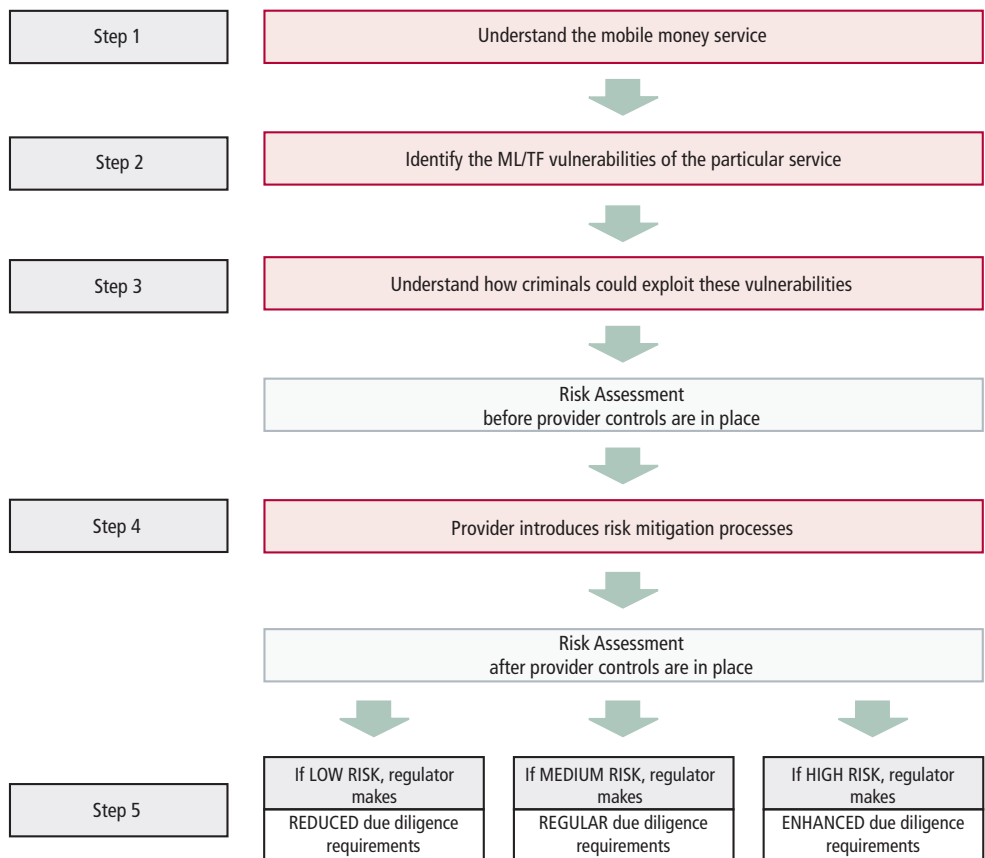 Step 1
Understand the mobile money service
Step 2
Identify the ML/TF vulnerabilities of the particular service
Step 3
Understand how criminals could exploit these vulnerabilities
Risk Assessment
before provider controls are in place
Step 4
Provider introduces risk mitigation processes
Risk Assessment
after provider controls are in place
Step 5
If LOW RISK, regulator
makes
REDUCED due diligence
requirements
If MEDIUM RISK, regulator
makes
REGULAR due diligence
requirements
If HIGH RISK, regulator
makes
ENHANCED due diligence
requirements